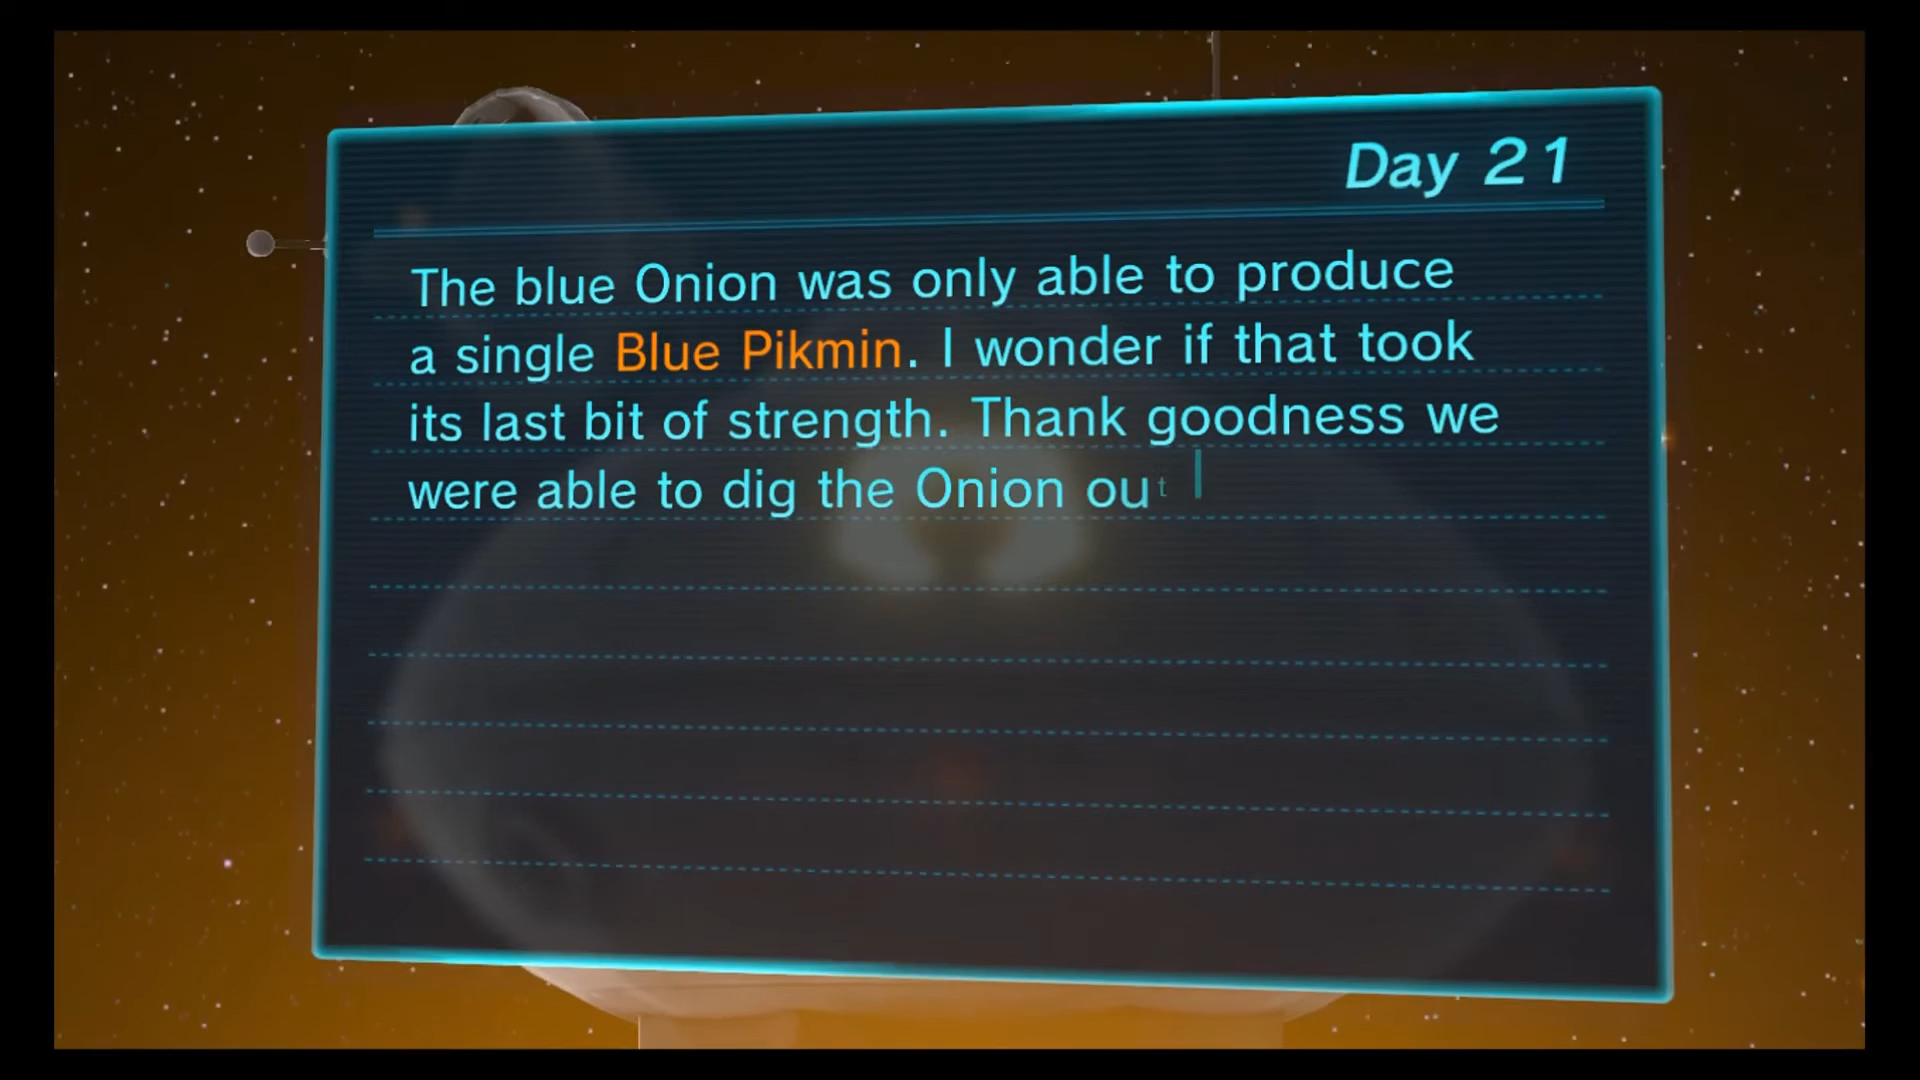 Day 21
The blue Onion was only able to produce
a single Blue Pikmin. I wonder if that took
its last bit of strength. Thank goodness we
were able to dig the Onion out